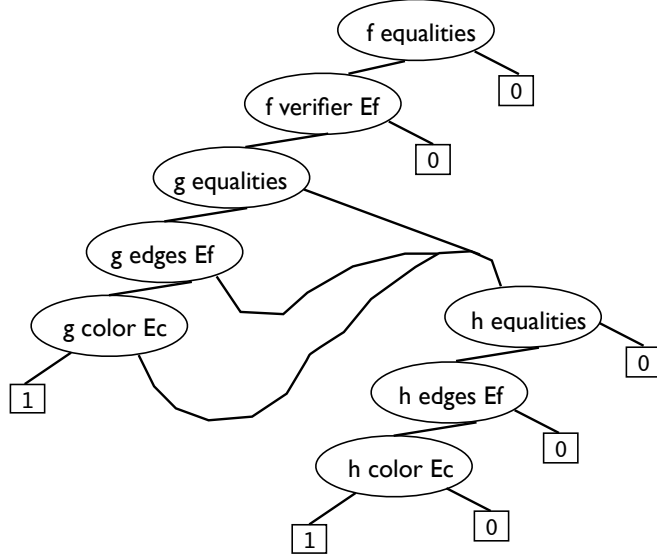 f equalities
0
f verifier Ef
0
g equalities
g edges Ef
g color Ec
h equalities
0
1
h edges Ef
0
h color Ec
0
1